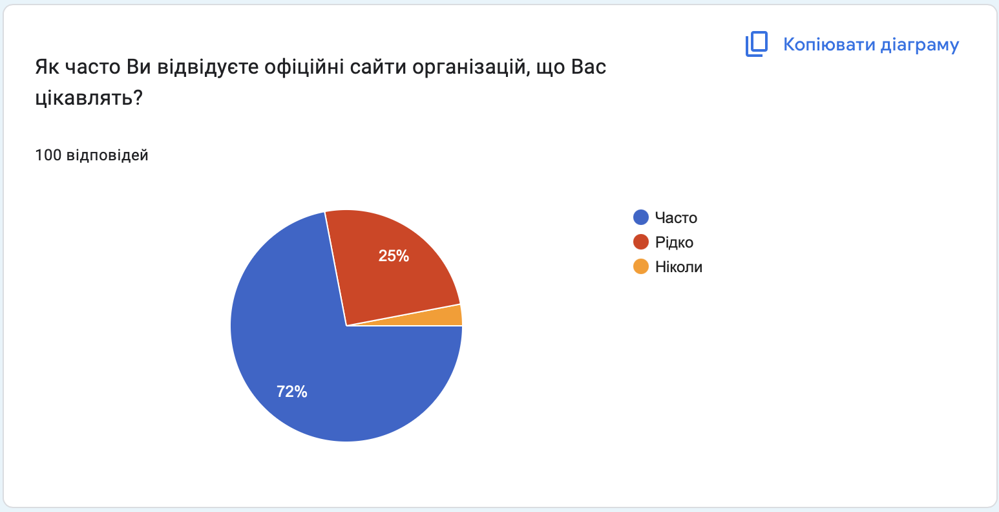 Копіювати діаграму
Як часто Ви відвідуєте офіційні сайти організацій, що Вас
цікавлять?
100 відповідей
Часто
Рідко
Ніколи
25%
72%